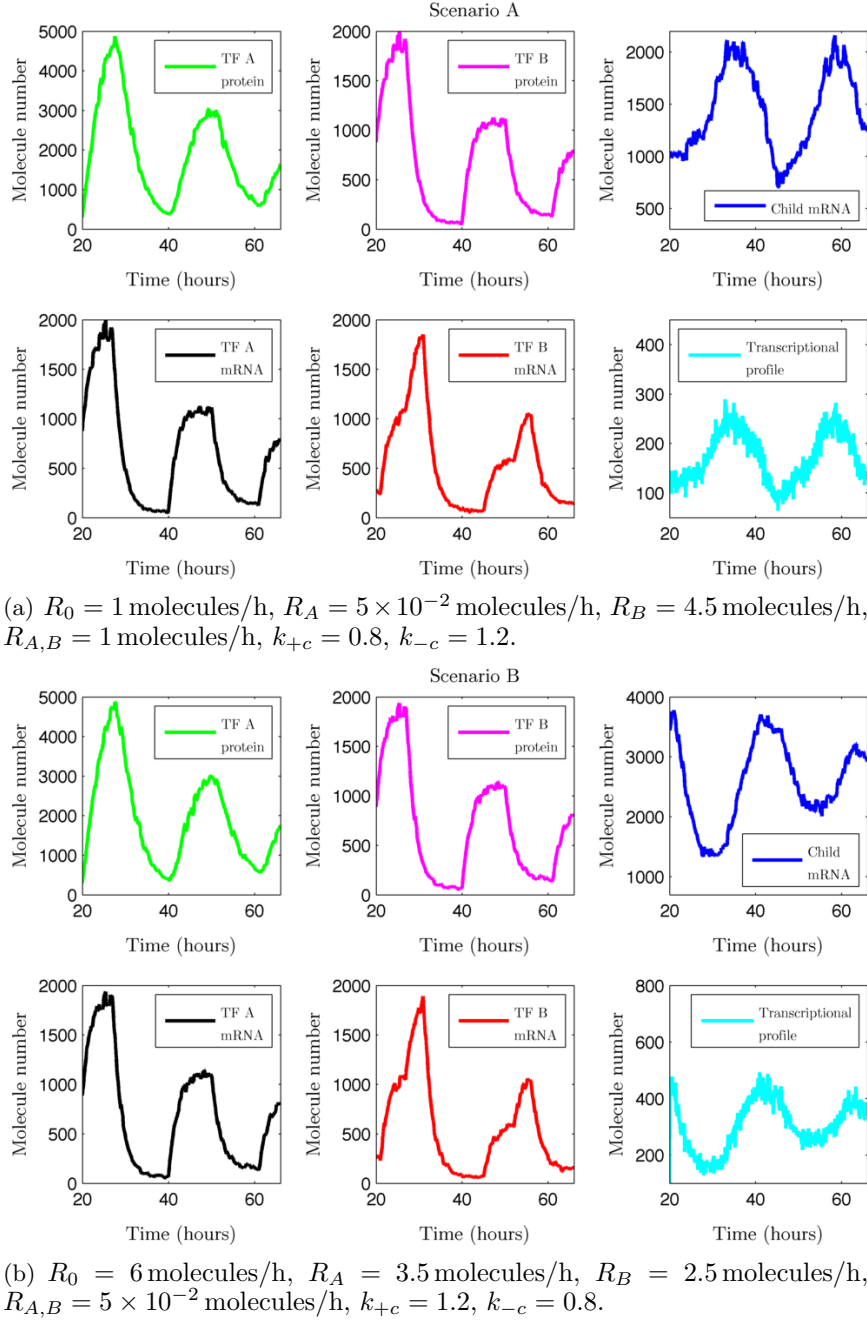 Scenario A
5000
4000
3000
2000
1000
0
20
40
60
Molecule number
Time (hours)
TF A
protein
2000
1500
1000
500
0
20
40
60
Molecule number
Time (hours)
TF B
protein
2000
1500
1000
500
20
40
60
Molecule number
Time (hours)
Child mRNA
2000
1500
1000
500
0
20
40
60
Molecule number
Time (hours)
TF A
mRNA
2000
1500
1000
500
0
20
40
60
Molecule number
Time (hours)
TF B
mRNA
400
300
200
100
20
40
60
Molecule number
Time (hours)
Transcriptional
profile
(a) R₀ = 1 molecules/h, R_A = 5 × 10⁻² molecules/h, R_B = 4.5 molecules/h,
R_{A,B} = 1 molecules/h, k_{+c} = 0.8, k_{−c} = 1.2.
Scenario B
5000
4000
3000
2000
1000
0
20
40
60
Molecule number
Time (hours)
TF A
protein
2000
1500
1000
500
0
20
40
60
Molecule number
Time (hours)
TF B
protein
4000
3000
2000
1000
20
40
60
Molecule number
Time (hours)
Child
mRNA
2000
1500
1000
500
0
20
40
60
Molecule number
Time (hours)
TF A
mRNA
2000
1500
1000
500
0
20
40
60
Molecule number
Time (hours)
TF B
mRNA
800
600
400
200
20
40
60
Molecule number
Time (hours)
Transcriptional
profile
(b) R₀ = 6 molecules/h, R_A = 3.5 molecules/h, R_B = 2.5 molecules/h,
R_{A,B} = 5 × 10⁻² molecules/h, k_{+c} = 1.2, k_{−c} = 0.8.